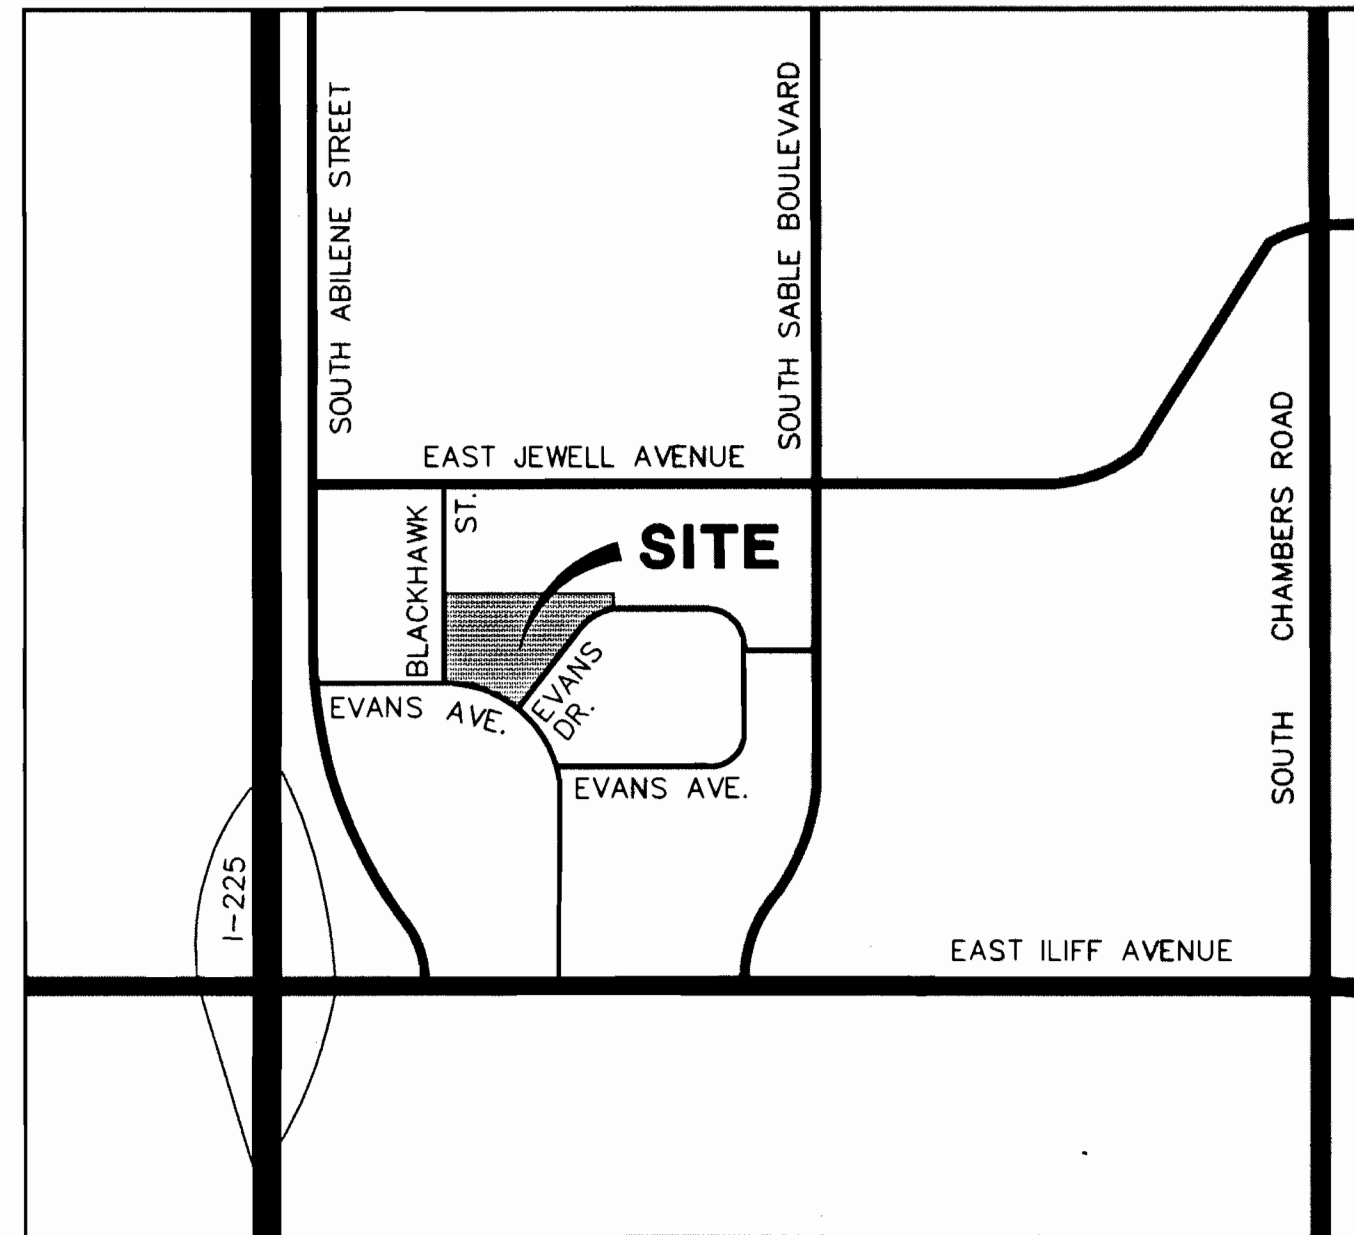 SOUTH ABILENE STREET
SOUTH SABLE BOULEVARD
EAST JEWELL AVENUE
SOUTH CHAMBERS ROAD
BLACKHAWK ST.
SITE
EVANS AVE.
EVANS
DR.
EVANS AVE.
I-225
EAST ILIFF AVENUE